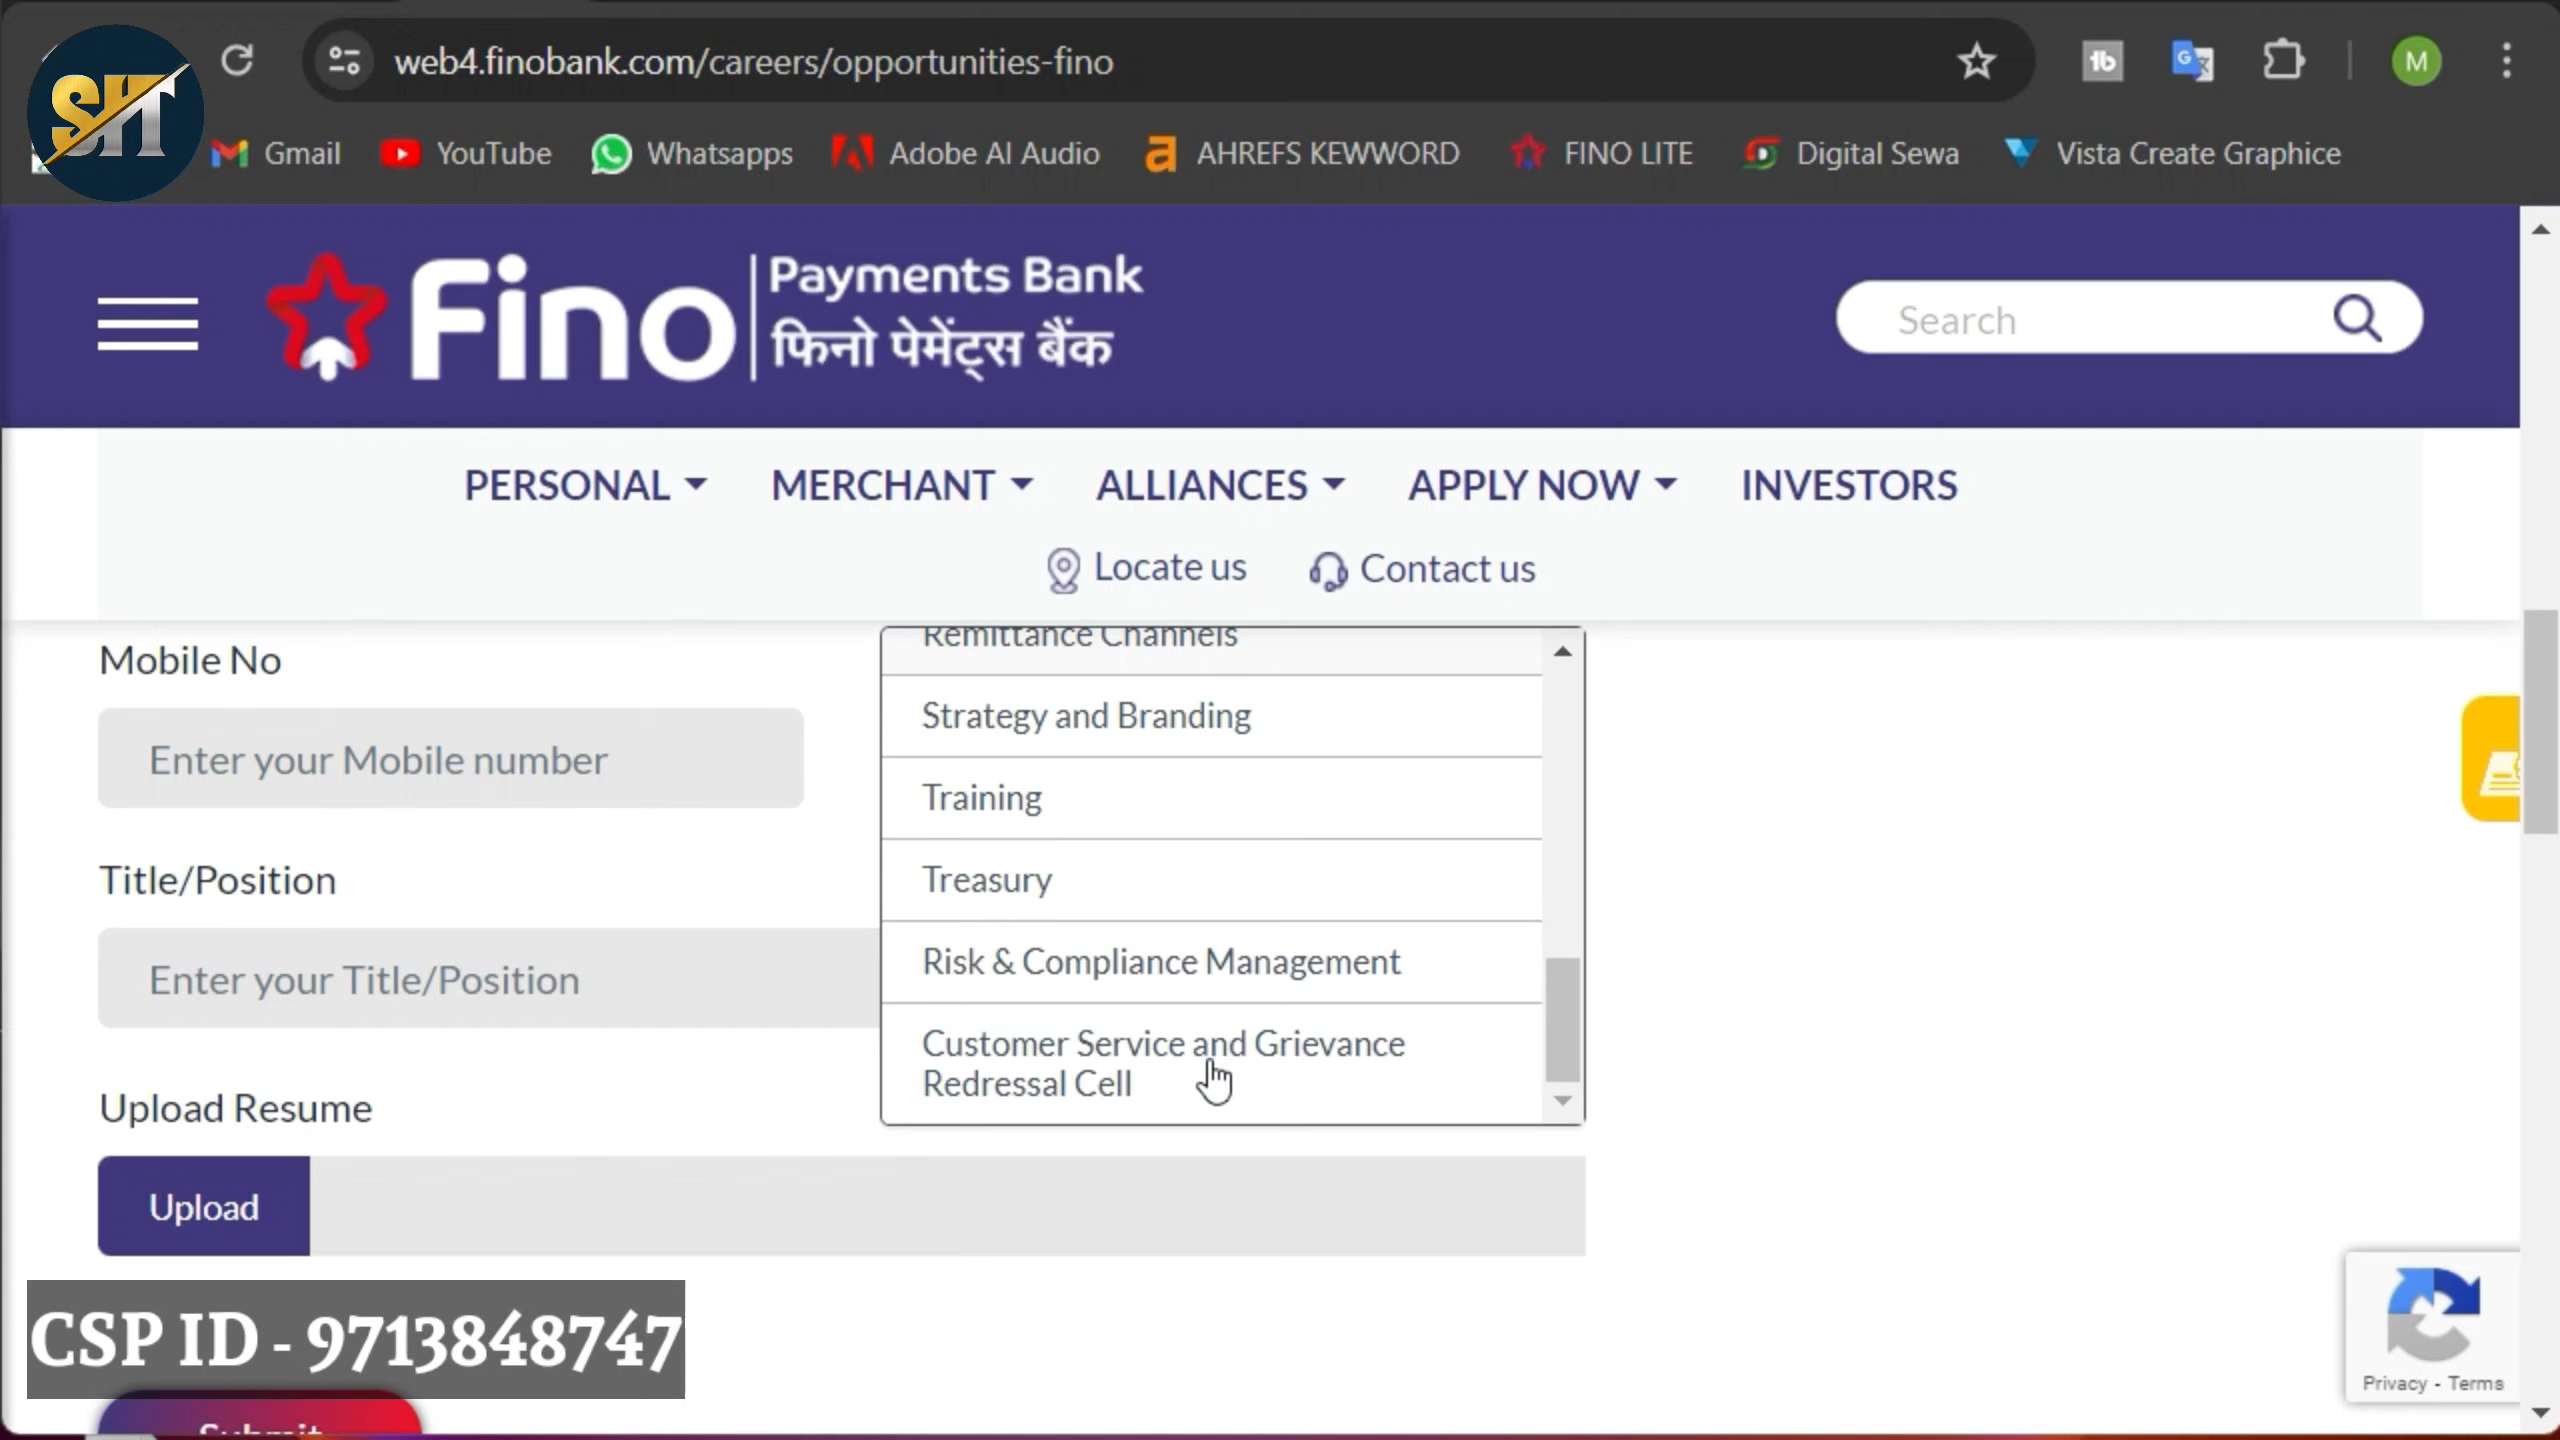 SHT
web4.finobank.com/careers/opportunities-fino
M
Gmail
YouTube
Whatsapps
Adobe AI Audio
AHREFS KEWWORD
FINO LITE
Digital Sewa
Vista Create Graphice
Fino
Payments Bank
फिनो पेमेंट्स बैंक
Search
PERSONAL
MERCHANT
ALLIANCES
APPLY NOW
INVESTORS
Locate us
Contact us
Mobile No
Enter your Mobile number
Title/Position
Enter your Title/Position
Upload Resume
Upload
Remittance Channels
Strategy and Branding
Training
Treasury
Risk & Compliance Management
Customer Service and Grievance
Redressal Cell
CSP ID - 9713848747
Submit
Privacy - Terms